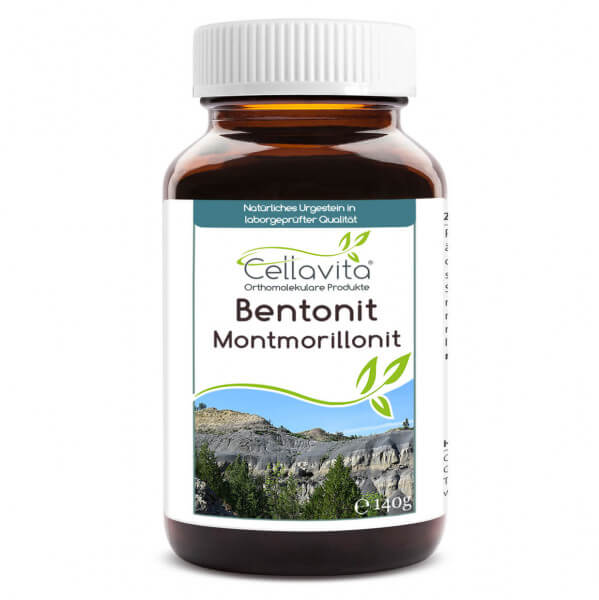 Natürliches Urgestein in
laborgeprüfter Qualität
Cellavita®
Orthomolekulare Produkte
Bentonit
Montmorillonit
℮ 140g